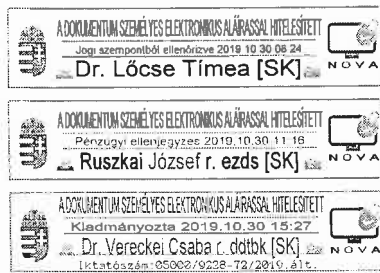 A DOKUMENTUM SZEMÉLYES ELEKTRONIKUS ALÁÍRÁSSAL HITELESÍTETT
Jogi szempontból ellenőrizve 2019.10.30 08:24
Dr. Lőcse Tímea [SK]
NOVA
A DOKUMENTUM SZEMÉLYES ELEKTRONIKUS ALÁÍRÁSSAL HITELESÍTETT
Pénzügyi ellenjegyzes 2019.10.30 11:16
Ruszkai József r. ezds [SK]
NOVA
A DOKUMENTUM SZEMÉLYES ELEKTRONIKUS ALÁÍRÁSSAL HITELESÍTETT
Kiadmányozta 2019.10.30 15:27
Dr. Vereckei Csaba r. ddtbk [SK]
NOVA
Iktatószám:05000/9228-72/2019.ált.